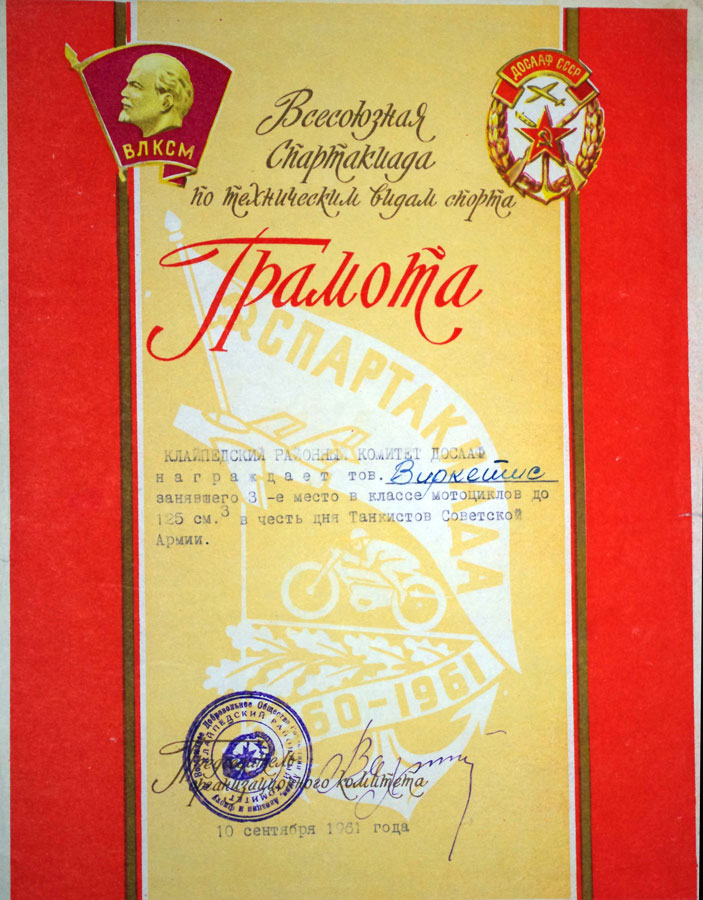 ВЛКСМ
ДОСААФ СССР
Всесоюзная
Спартакиада
по техническим видам спорта
Грамота
СПАРТАКИАДА
КЛАЙПЕДСКИЙ РАЙОННЫЙ КОМИТЕТ ДОСААФ
награждает тов. Виркетис
занявшего 3-е место в классе мотоциклов до
125 см.3 в честь дня Танкистов Советской
Армии.
1960-1961
Председатель
организационного комитета
10 сентября 1961 года